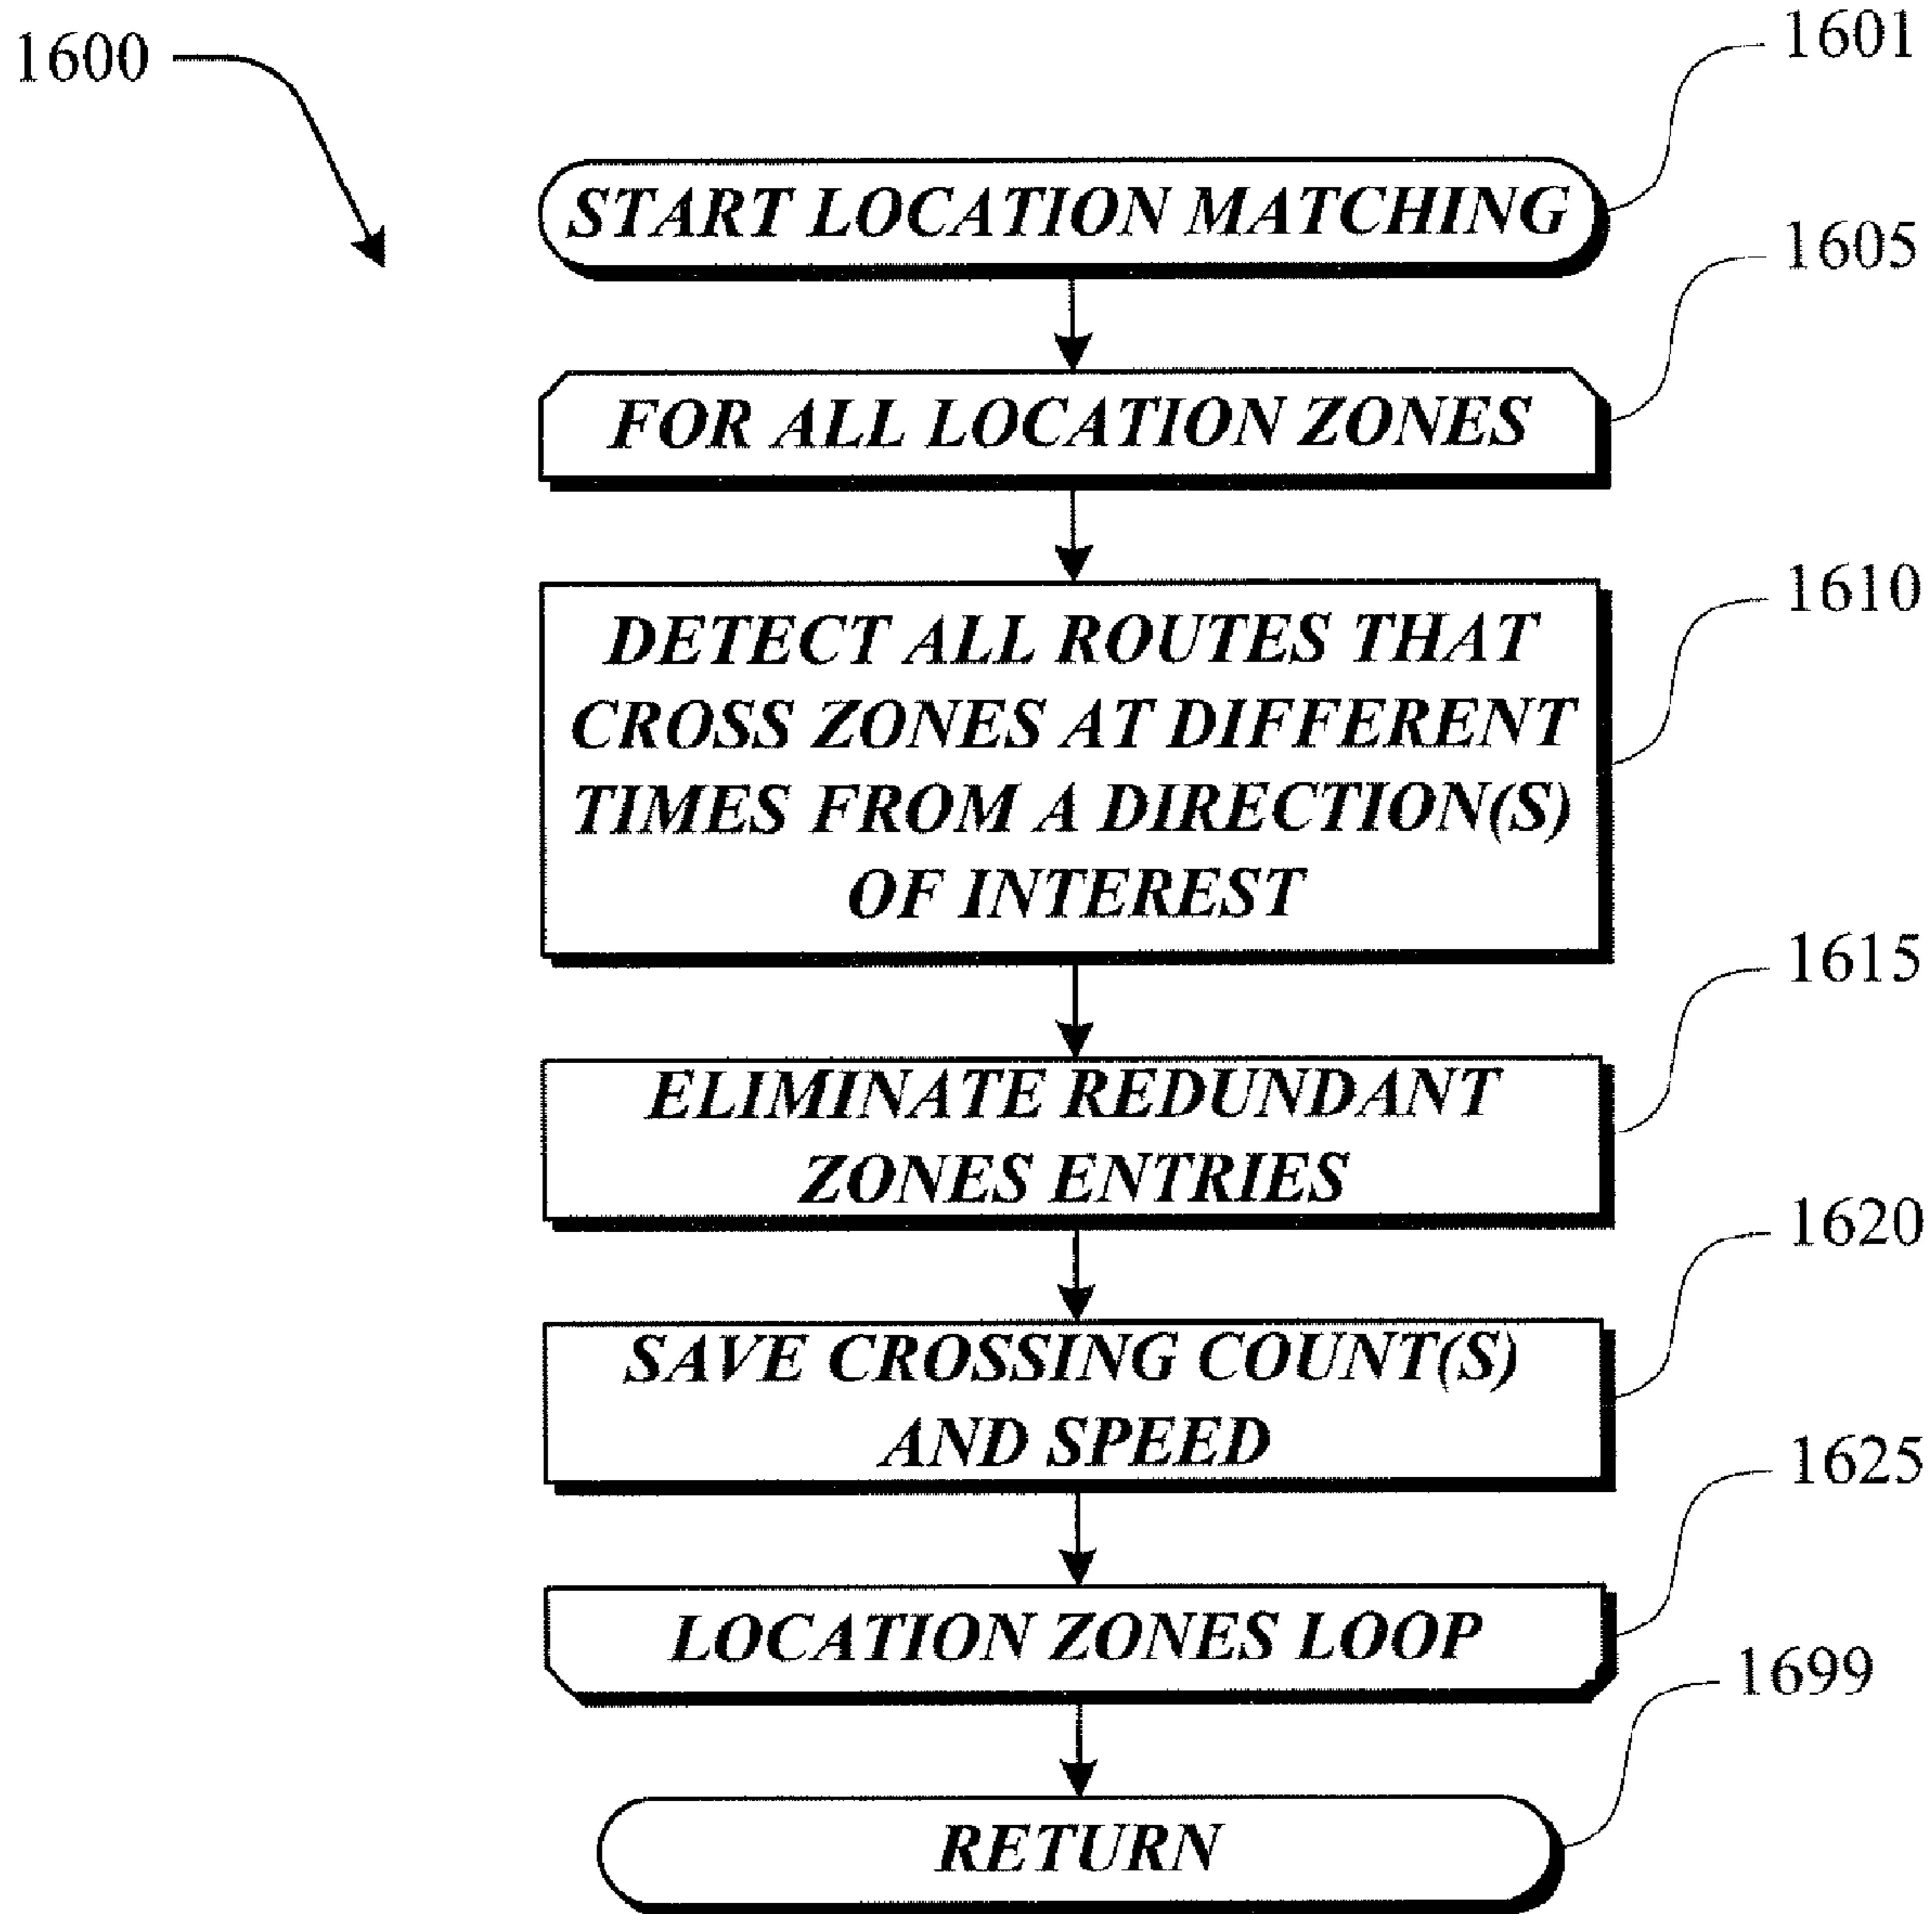 1600
1601
START LOCATION MATCHING
1605
FOR ALL LOCATION ZONES
1610
DETECT ALL ROUTES THAT
CROSS ZONES AT DIFFERENT
TIMES FROM A DIRECTION(S)
OF INTEREST
1615
ELIMINATE REDUNDANT
ZONES ENTRIES
1620
SAVE CROSSING COUNT(S)
AND SPEED
1625
LOCATION ZONES LOOP
1699
RETURN